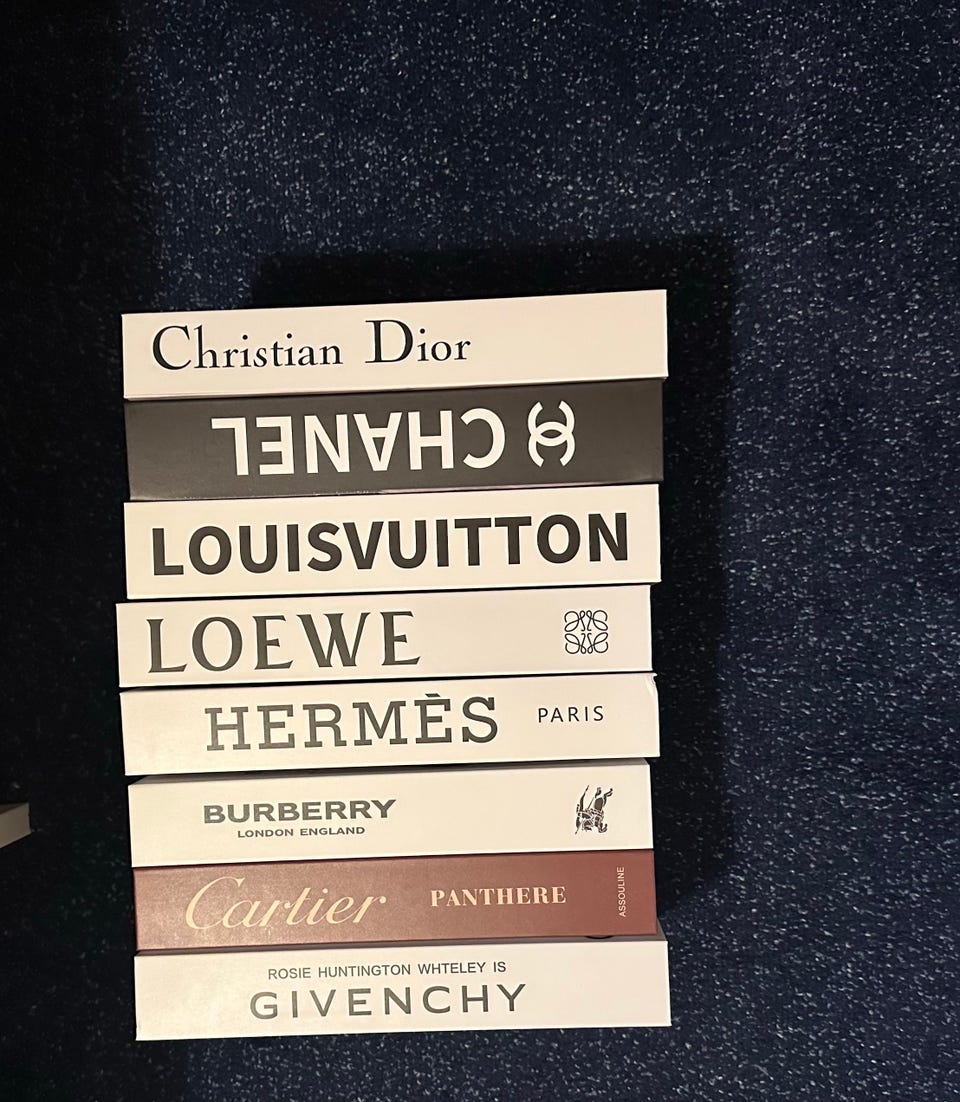 Christian Dior
CHANEL
LOUISVUITTON
LOEWE
HERMÈS PARIS
BURBERRY
LONDON ENGLAND
Cartier PANTHERE ASSOULINE
ROSIE HUNTINGTON WHTELEY IS
GIVENCHY